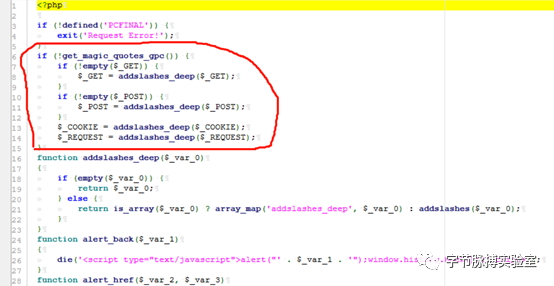 1 <?php
2
3 if (!defined('PCFINAL')) {
4 exit('Request Error!');
5 }
6 if (!get_magic_quotes_gpc()) {
7 if (!empty($_GET)) {
8 $_GET = addslashes_deep($_GET);
9 }
10 if (!empty($_POST)) {
11 $_POST = addslashes_deep($_POST);
12 }
13 $_COOKIE = addslashes_deep($_COOKIE);
14 $_REQUEST = addslashes_deep($_REQUEST);
15 }
16 function addslashes_deep($_var_0)
17 {
18 if (empty($_var_0)) {
19 return $_var_0;
20 } else {
21 return is_array($_var_0) ? array_map('addslashes_deep', $_var_0) : addslashes($_var_0);
22 }
23 }
24 function alert_back($_var_1)
25 {
26 die('<script type="text/javascript">alert("' . $_var_1 . '");window.his
27 }
28 function alert_href($_var_2, $_var_3)
字节脉搏实验室